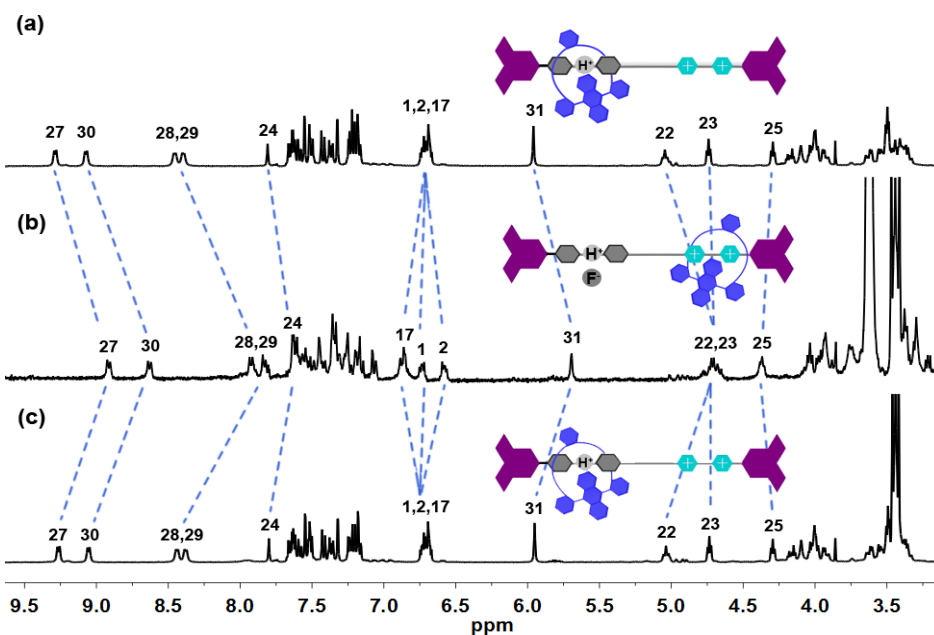 (a)
H⁺
27 30 28,29 24 1,2,17 31 22 23 25
(b)
H⁺
F⁻
27 30 28,29 24 17 1 2 31 22,23 25
(c)
H⁺
27 30 28,29 24 1,2,17 31 22 23 25
9.5 9.0 8.5 8.0 7.5 7.0 6.5 6.0 5.5 5.0 4.5 4.0 3.5
ppm